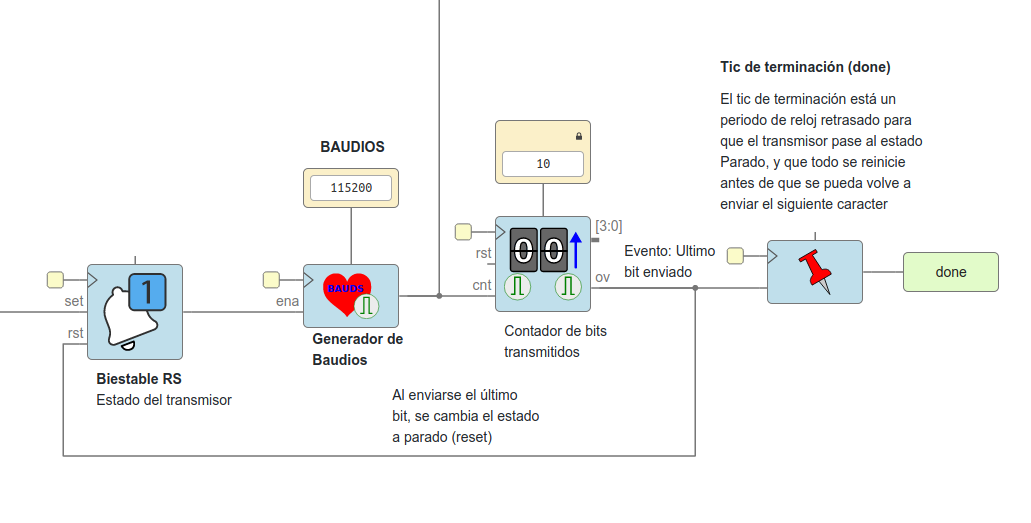 Tic de terminación (done)
El tic de terminación está un
periodo de reloj retrasado para
que el transmisor pase al estado
Parado, y que todo se reinicie
antes de que se pueda volve a
enviar el siguiente caracter
BAUDIOS
115200
10
[3:0]
rst
cnt
ov
00
Evento: Ultimo
bit enviado
done
set
rst
1
ena
BAUDS
Generador de
Baudios
Contador de bits
transmitidos
Biestable RS
Estado del transmisor
Al enviarse el último
bit, se cambia el estado
a parado (reset)